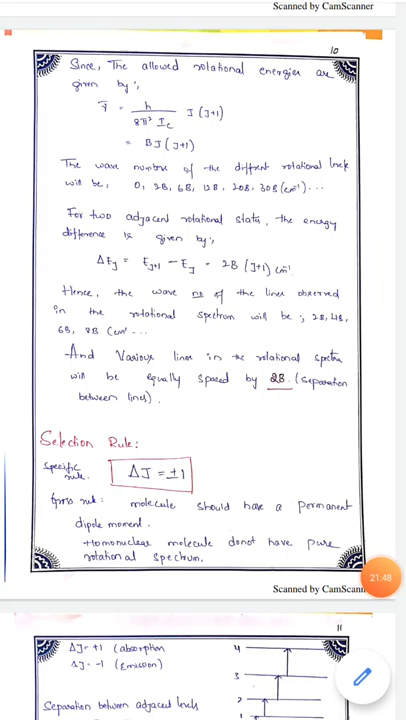 Scanned by CamScanner
10
Since, The allowed rotational energies are
given by:,
ν̄ = h / 8π² Ic J (J+1)
= BJ (J+1)
The wave number of the diffrent rotational levels
will be, 0, 2B, 6B, 12B, 20B, 30B (cm⁻¹)...
For two adjacent rotational state, the energy
difference is given by:,
ΔEJ = EJ+1 − EJ = 2B (J+1) cm⁻¹.
Hence, the wave no of the lines observed
in the rotational spectrum will be; 2B, 4B,
6B, 8B (cm⁻¹...
And Various lines in the rotational spectra
will be equally spaced by 2B. (separation
between lines).
Selection Rule:
specific rule. ΔJ = ±1
gross rule: molecule should have a permanent
dipole moment.
Homonuclear molecule donot have pure
rotational spectrum.
21:48
Scanned by CamScann
11
ΔJ= +1 (absorption
ΔJ= -1 (Emission)
4
3
2
1
Separation between adjacent levels